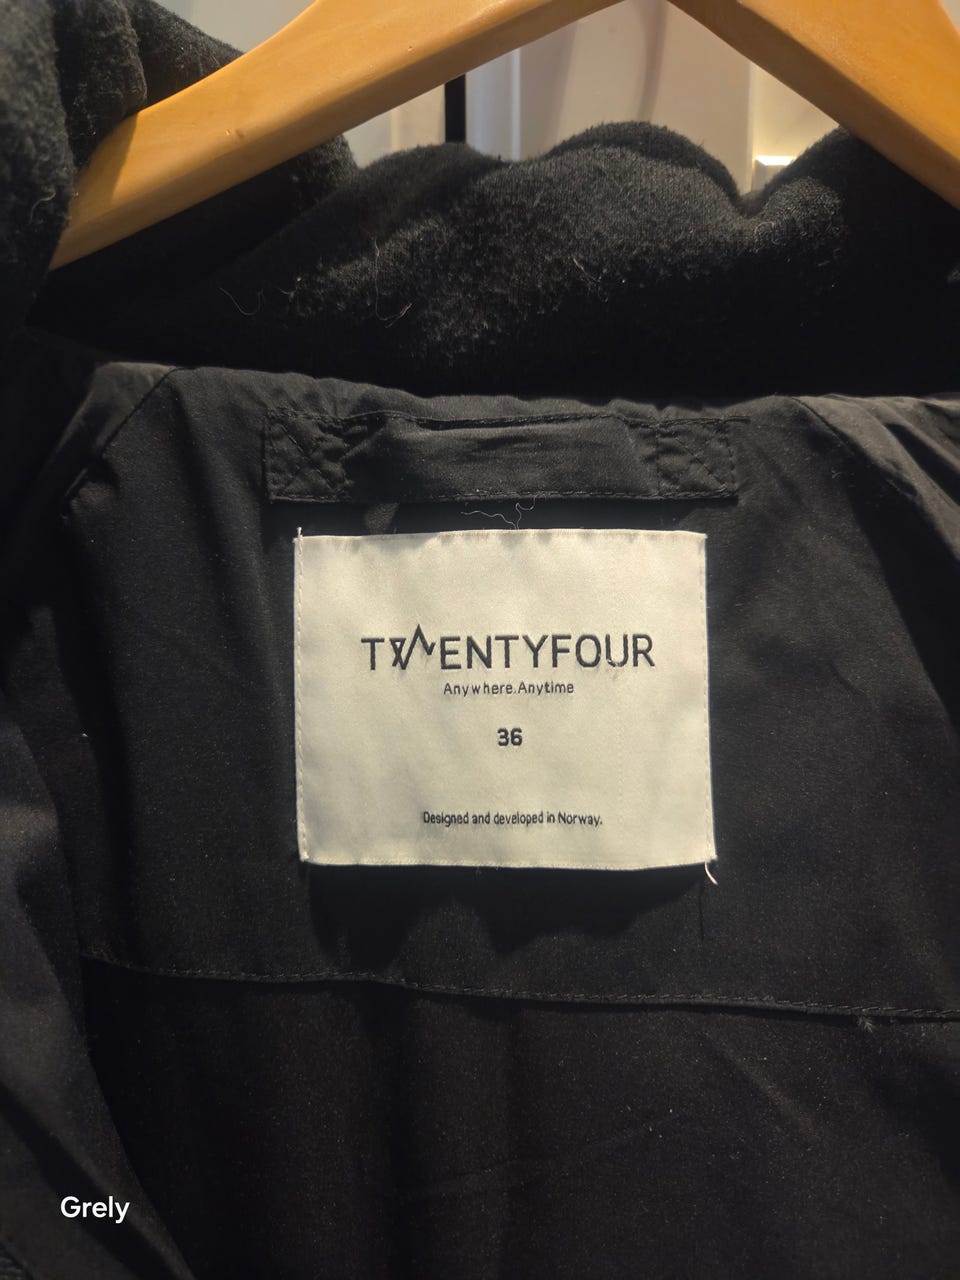 TWENTYFOUR
Anywhere.Anytime
36
Designed and developed in Norway.
Grely